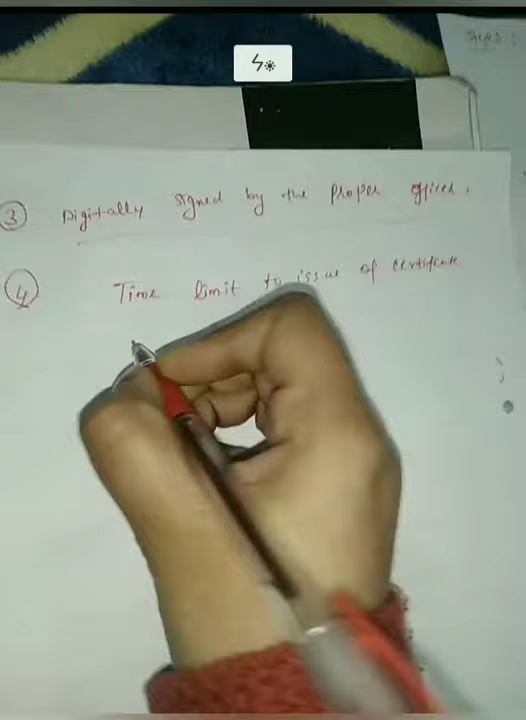 3 Digitally signed by the proper officer.
4 Time limit to issue of certificate